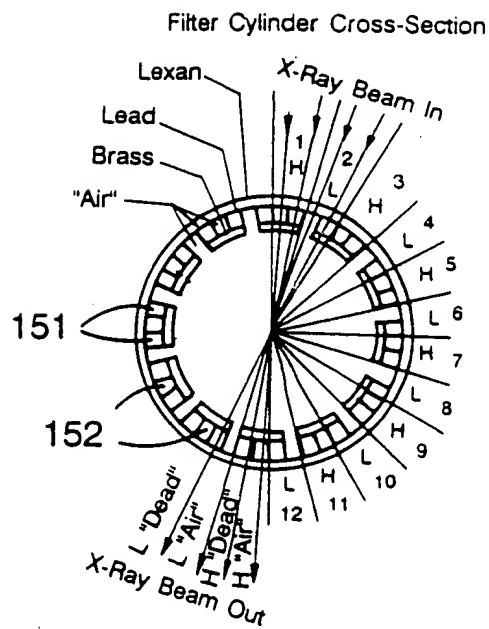 Filter Cylinder Cross-Section
Lexan
X-Ray Beam In
Lead
Brass
"Air"
1
H
2
L
3
H
4
L
5
H
6
L
7
H
8
L
9
H
10
L
11
H
12
L
151
152
L "Dead"
L "Air"
H "Dead"
H "Air"
X-Ray Beam Out